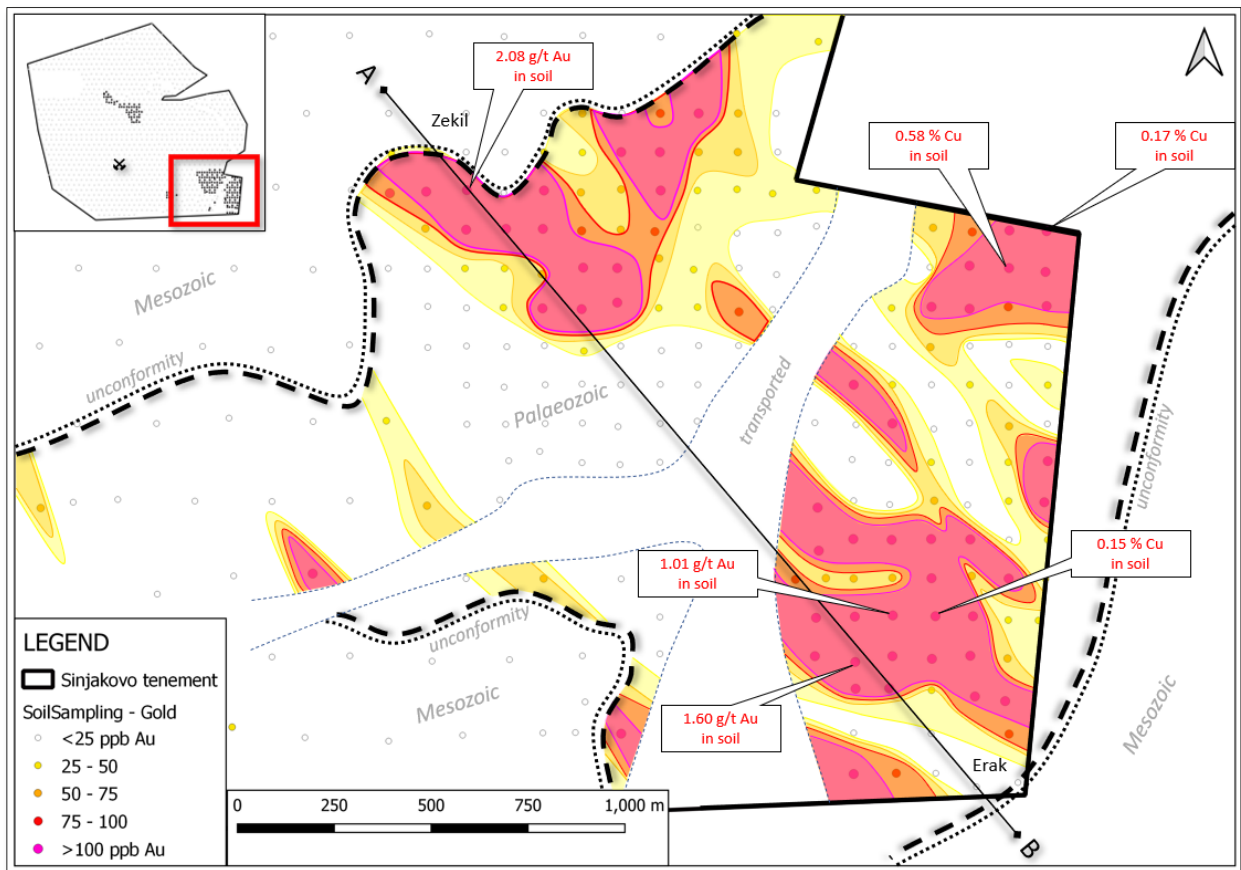 A
2.08 g/t Au
in soil
Zekil
0.58 % Cu
in soil
0.17 % Cu
in soil
Mesozoic
unconformity
Palaeozoic
transported
unconformity
1.01 g/t Au
in soil
0.15 % Cu
in soil
unconformity
Mesozoic
1.60 g/t Au
in soil
Mesozoic
Erak
B
LEGEND
Sinjakovo tenement
SoilSampling - Gold
<25 ppb Au
25 - 50
50 - 75
75 - 100
>100 ppb Au
0 250 500 750 1,000 m